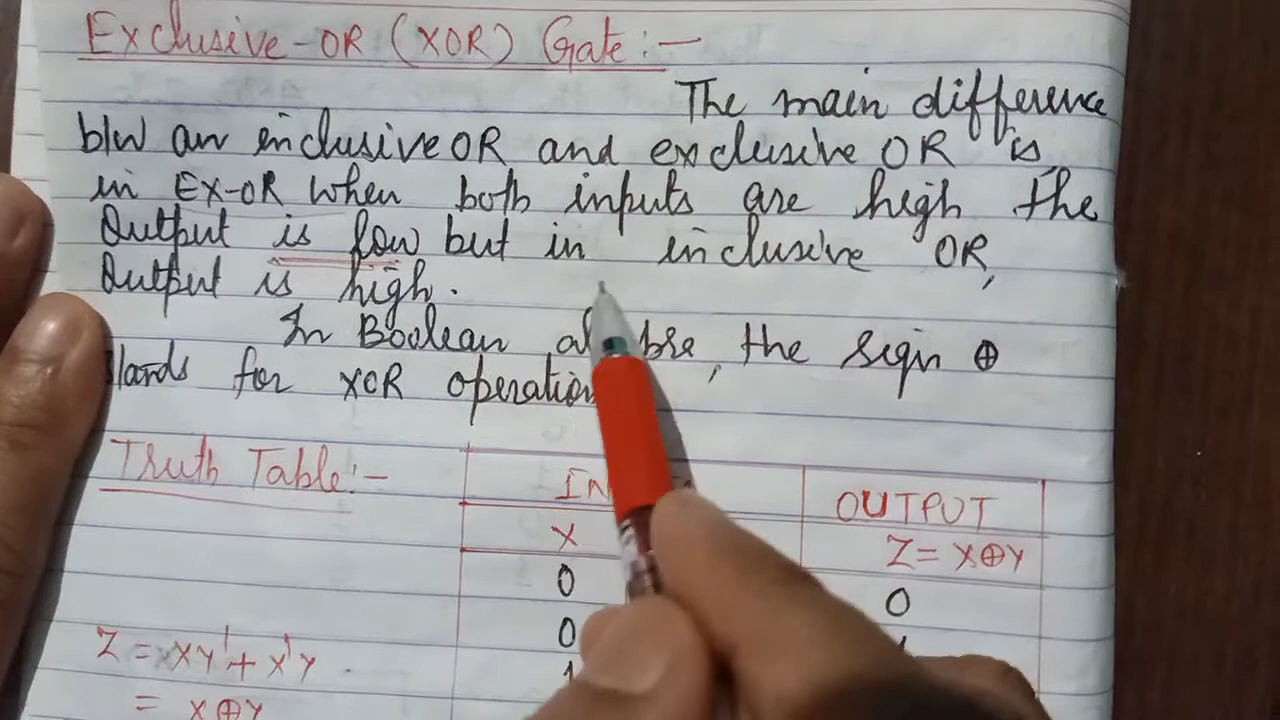 Exclusive-OR (XOR) Gate:-
The main difference
b/w an inclusive OR and exclusive OR is
in EX-OR when both inputs are high the
Output is low but in inclusive OR,
Output is high.
In Boolean the sign ⊕
for XOR operation
Truth Table:-
OUTPUT
X Z = X⊕Y
0 0
0
1
Z = XY' + X'Y
= X⊕Y